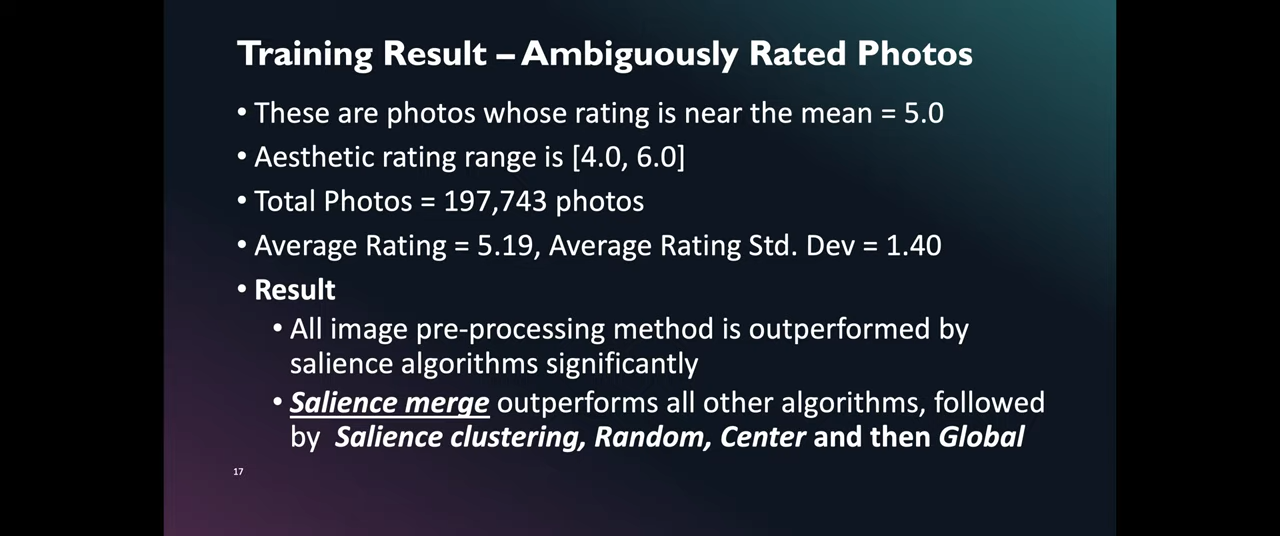 Training Result – Ambiguously Rated Photos
• These are photos whose rating is near the mean = 5.0
• Aesthetic rating range is [4.0, 6.0]
• Total Photos = 197,743 photos
• Average Rating = 5.19, Average Rating Std. Dev = 1.40
• Result
• All image pre-processing method is outperformed by
salience algorithms significantly
• Salience merge outperforms all other algorithms, followed
by Salience clustering, Random, Center and then Global
17